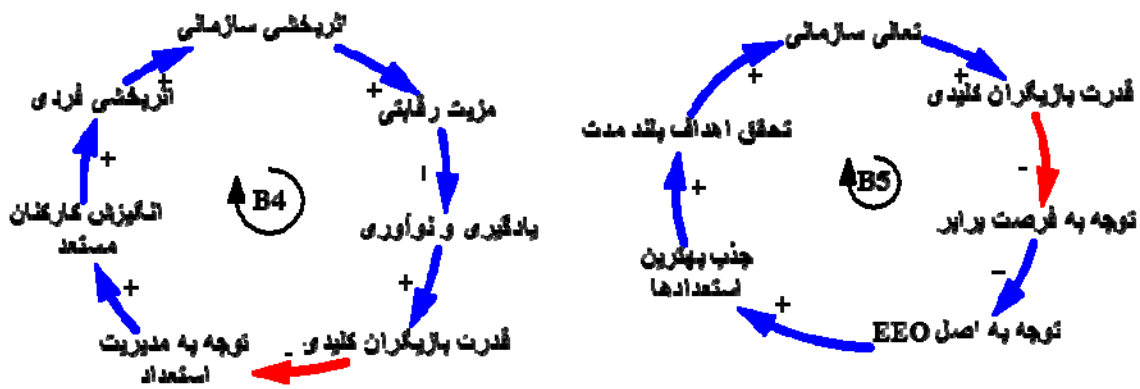 اثربخشی سازمانی
+
مزیت رقابتی
+
یادگیری و نوآوری
+
قدرت بازیگران کلیدی
-
توجه به مدیریت
استعداد
+
انگیزش کارکنان
مستعد
+
اثربخشی فردی
+
B4
تعالی سازمانی
+
قدرت بازیگران کلیدی
-
توجه به فرصت برابر
-
توجه به اصل EEO
+
جذب بهترین
استعدادها
+
تحقق اهداف بلند مدت
+
B5